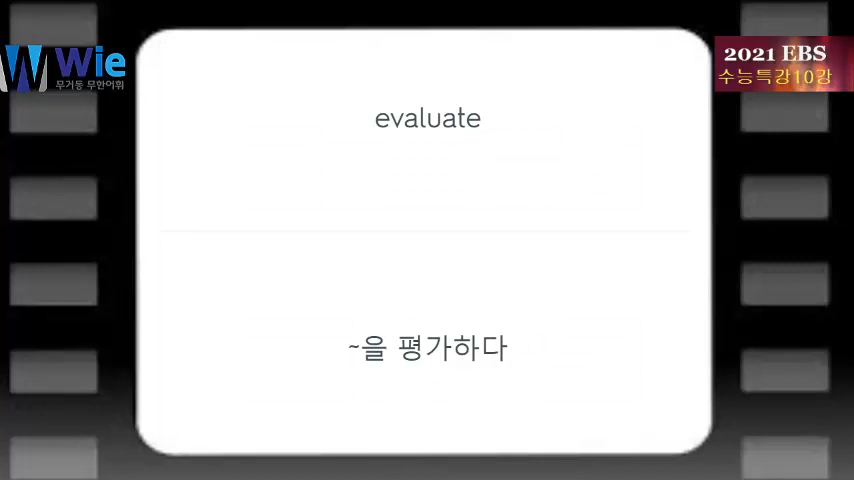 Wie
무거동 무한어휘
2021 EBS
수능특강10강
evaluate
~을 평가하다